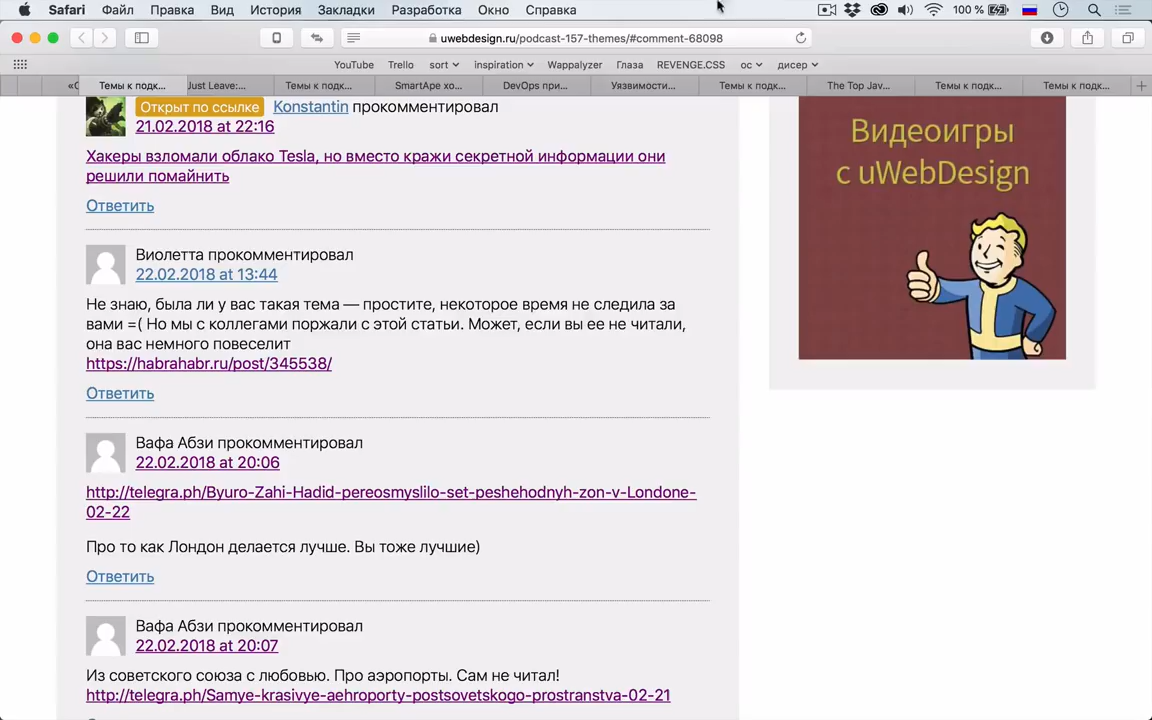 Safari Файл Правка Вид История Закладки Разработка Окно Справка 100 %
uwebdesign.ru/podcast-157-themes/#comment-68098
YouTube Trello sort inspiration Wappalyzer Глаза REVENGE.CSS ос дисер
«С Темы к подк... Just Leave:... Темы к подк... SmartApe хо... DevOps при... Уязвимости... Темы к подк... The Top Jav... Темы к подк... Темы к подк...
Открыт по ссылке Konstantin прокомментировал
21.02.2018 at 22:16
Хакеры взломали облако Tesla, но вместо кражи секретной информации они
решили помайнить
Ответить
Виолетта прокомментировал
22.02.2018 at 13:44
Не знаю, была ли у вас такая тема — простите, некоторое время не следила за
вами =( Но мы с коллегами поржали с этой статьи. Может, если вы ее не читали,
она вас немного повеселит
https://habrahabr.ru/post/345538/
Ответить
Вафа Абзи прокомментировал
22.02.2018 at 20:06
http://telegra.ph/Byuro-Zahi-Hadid-pereosmyslilo-set-peshehodnyh-zon-v-Londone-
02-22
Про то как Лондон делается лучше. Вы тоже лучшие)
Ответить
Вафа Абзи прокомментировал
22.02.2018 at 20:07
Из советского союза с любовью. Про аэропорты. Сам не читал!
http://telegra.ph/Samye-krasivye-aehroporty-postsovetskogo-prostranstva-02-21
Видеоигры
с uWebDesign